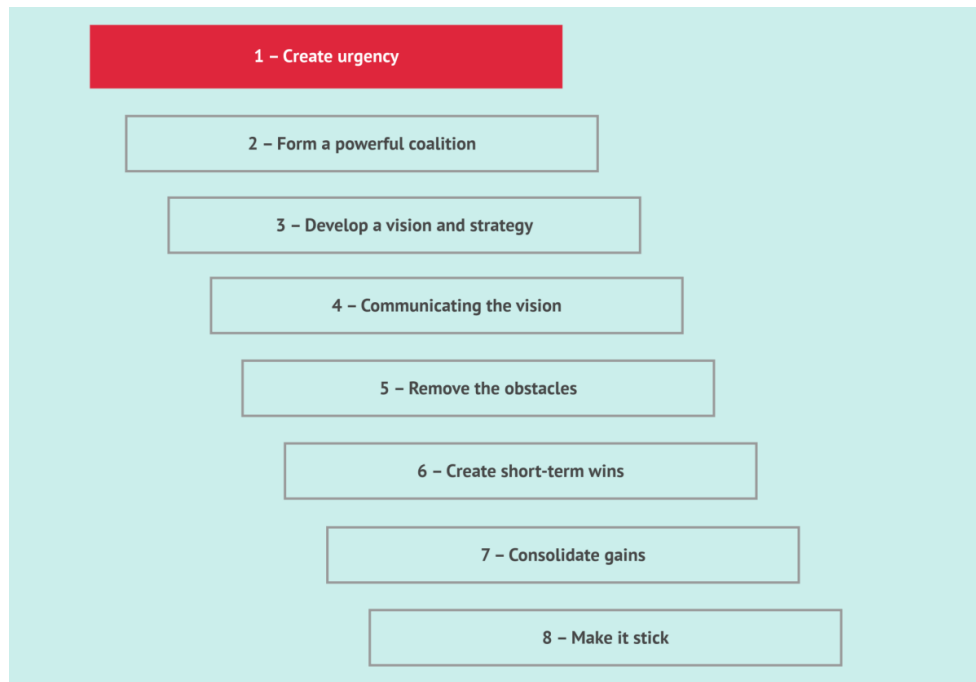 1 – Create urgency
2 – Form a powerful coalition
3 – Develop a vision and strategy
4 – Communicating the vision
5 – Remove the obstacles
6 – Create short-term wins
7 – Consolidate gains
8 – Make it stick